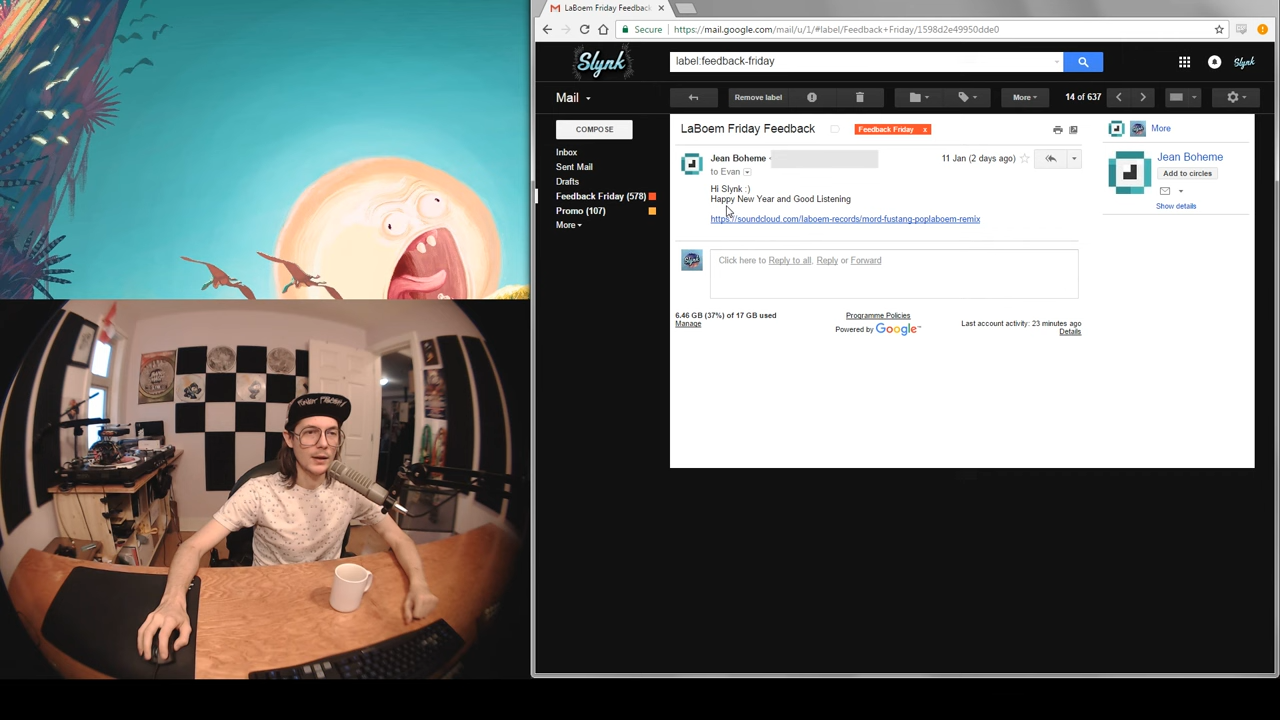 LaBoem Friday Feedback
Secure
https://mail.google.com/mail/u/1/#label/Feedback+Friday/1598d2e49950dde0
Slynk
label:feedback-friday
Slynk
Mail
Remove label
More
14 of 637
COMPOSE
Inbox
Sent Mail
Drafts
Feedback Friday (578)
Promo (107)
More
LaBoem Friday Feedback
Feedback Friday x
Jean Boheme
11 Jan (2 days ago)
to Evan
Hi Slynk :)
Happy New Year and Good Listening
https://soundcloud.com/laboem-records/mord-fustang-poplaboem-remix
Click here to Reply to all, Reply or Forward
6.46 GB (37%) of 17 GB used
Manage
Programme Policies
Powered by Google™
Last account activity: 23 minutes ago
Details
More
Jean Boheme
Add to circles
Show details